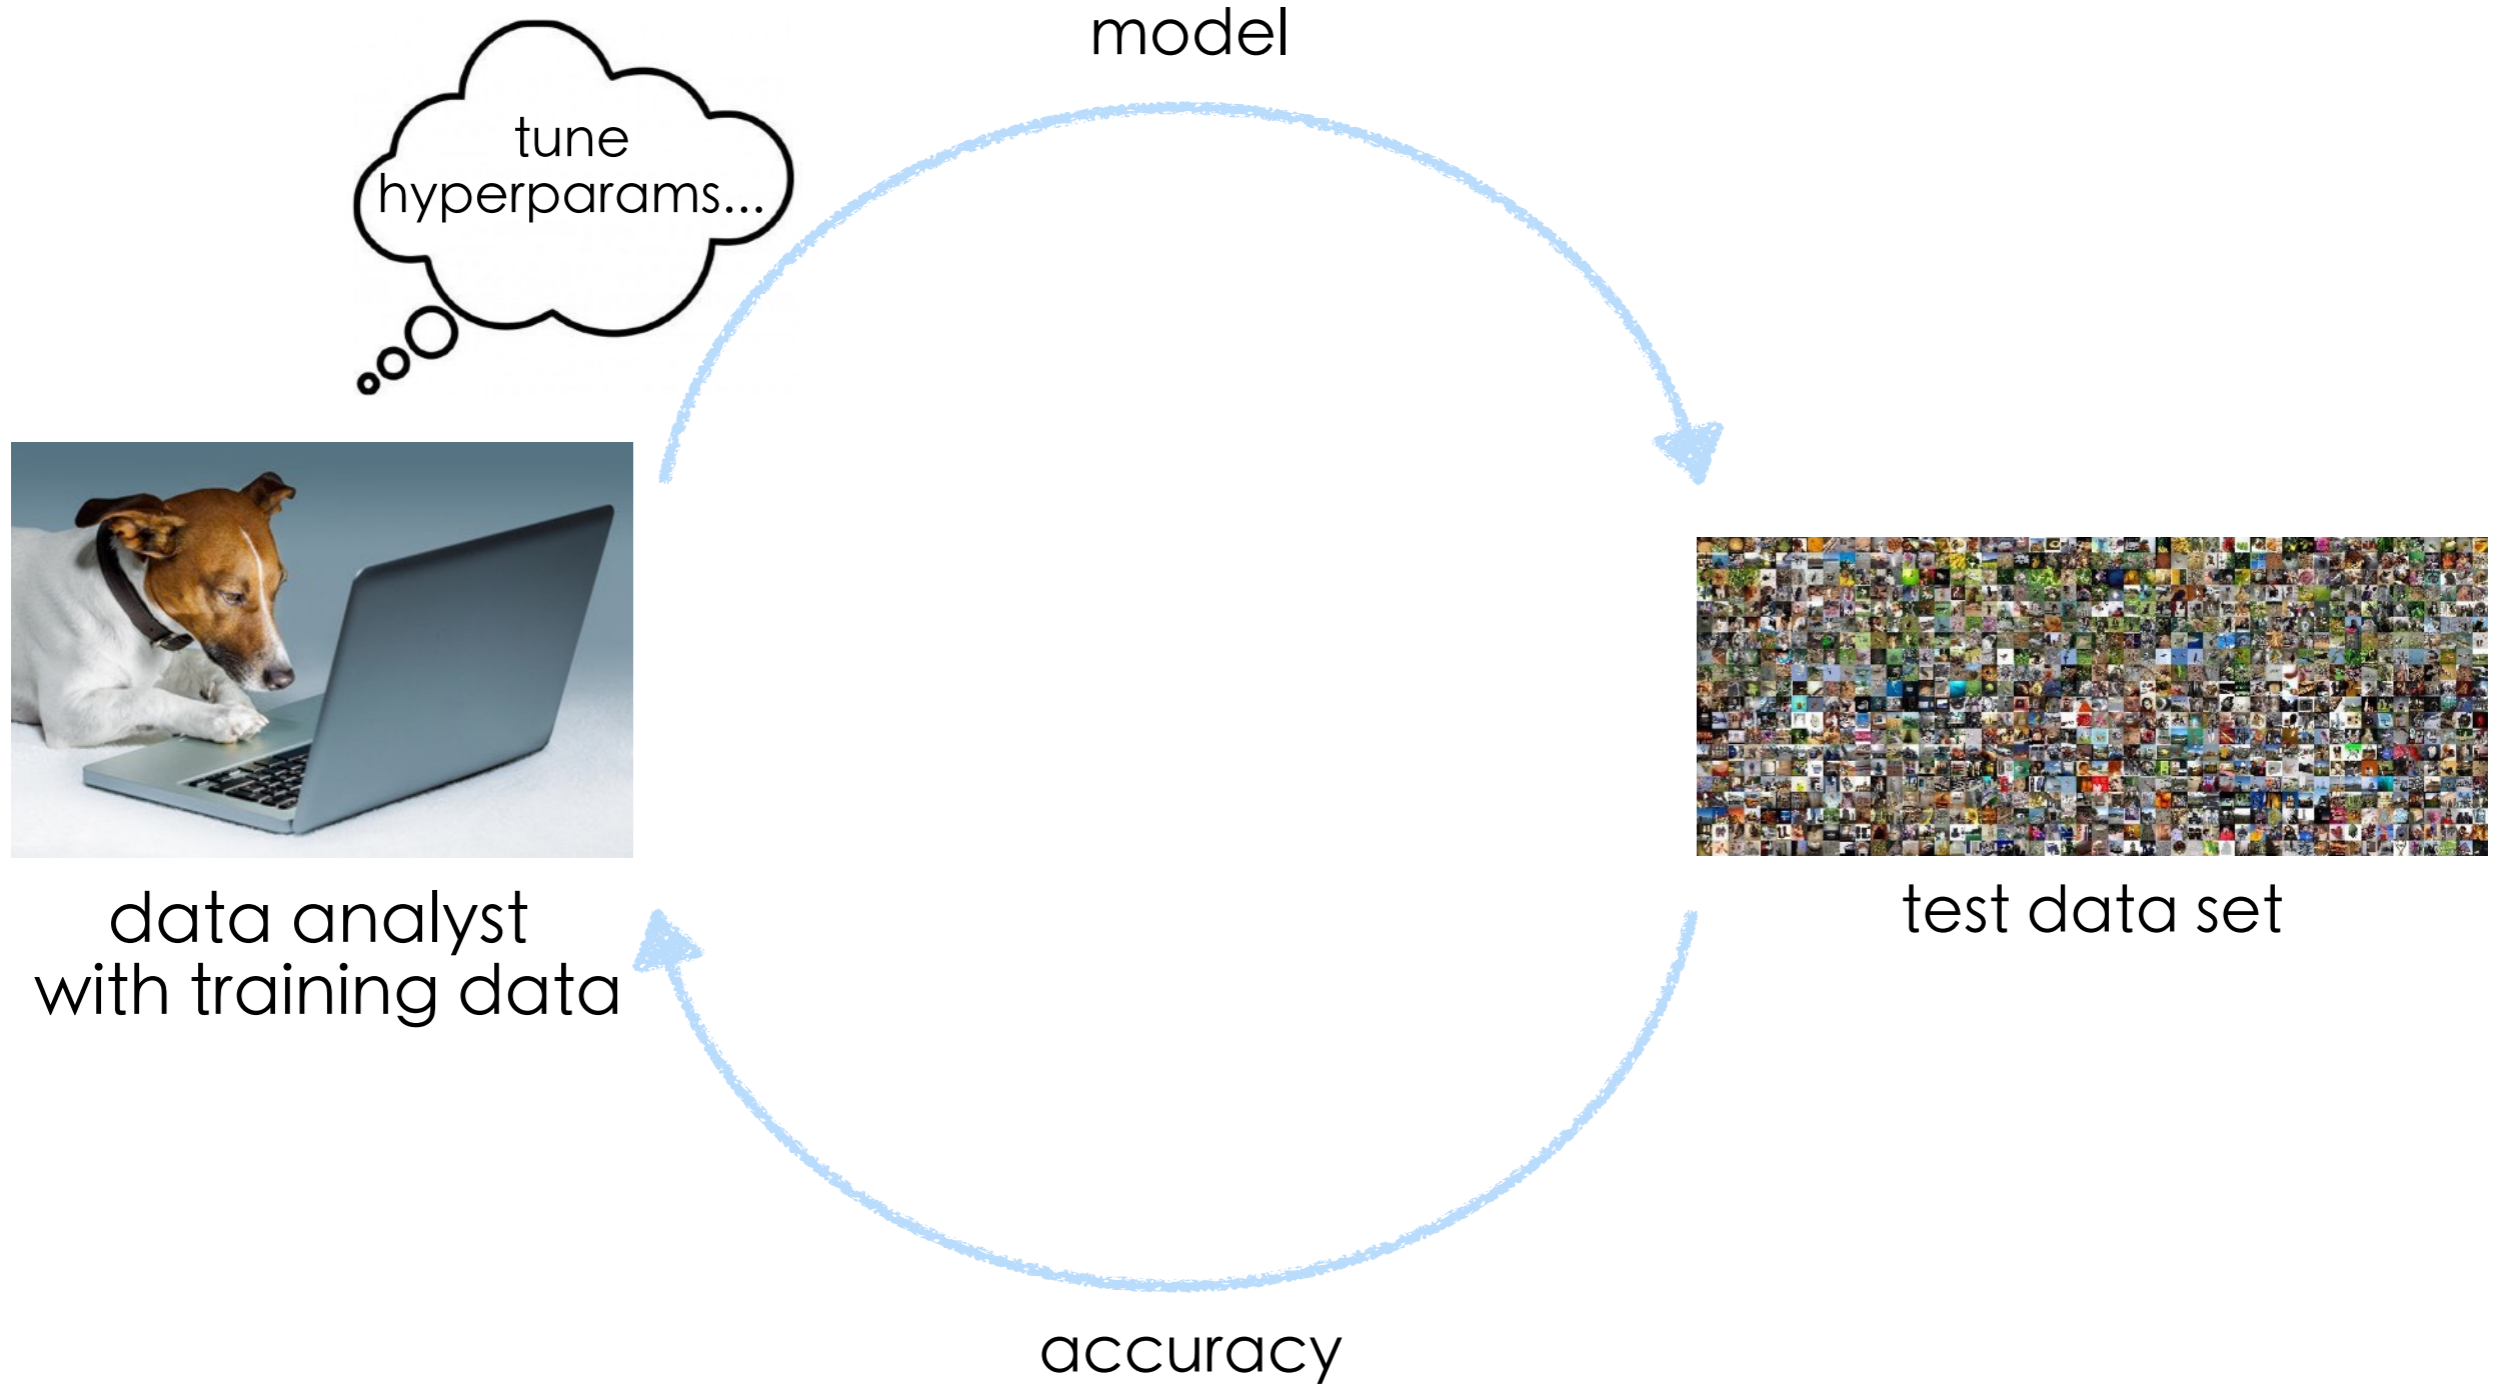 model
tune
hyperparams...
data analyst
with training data
test data set
accuracy